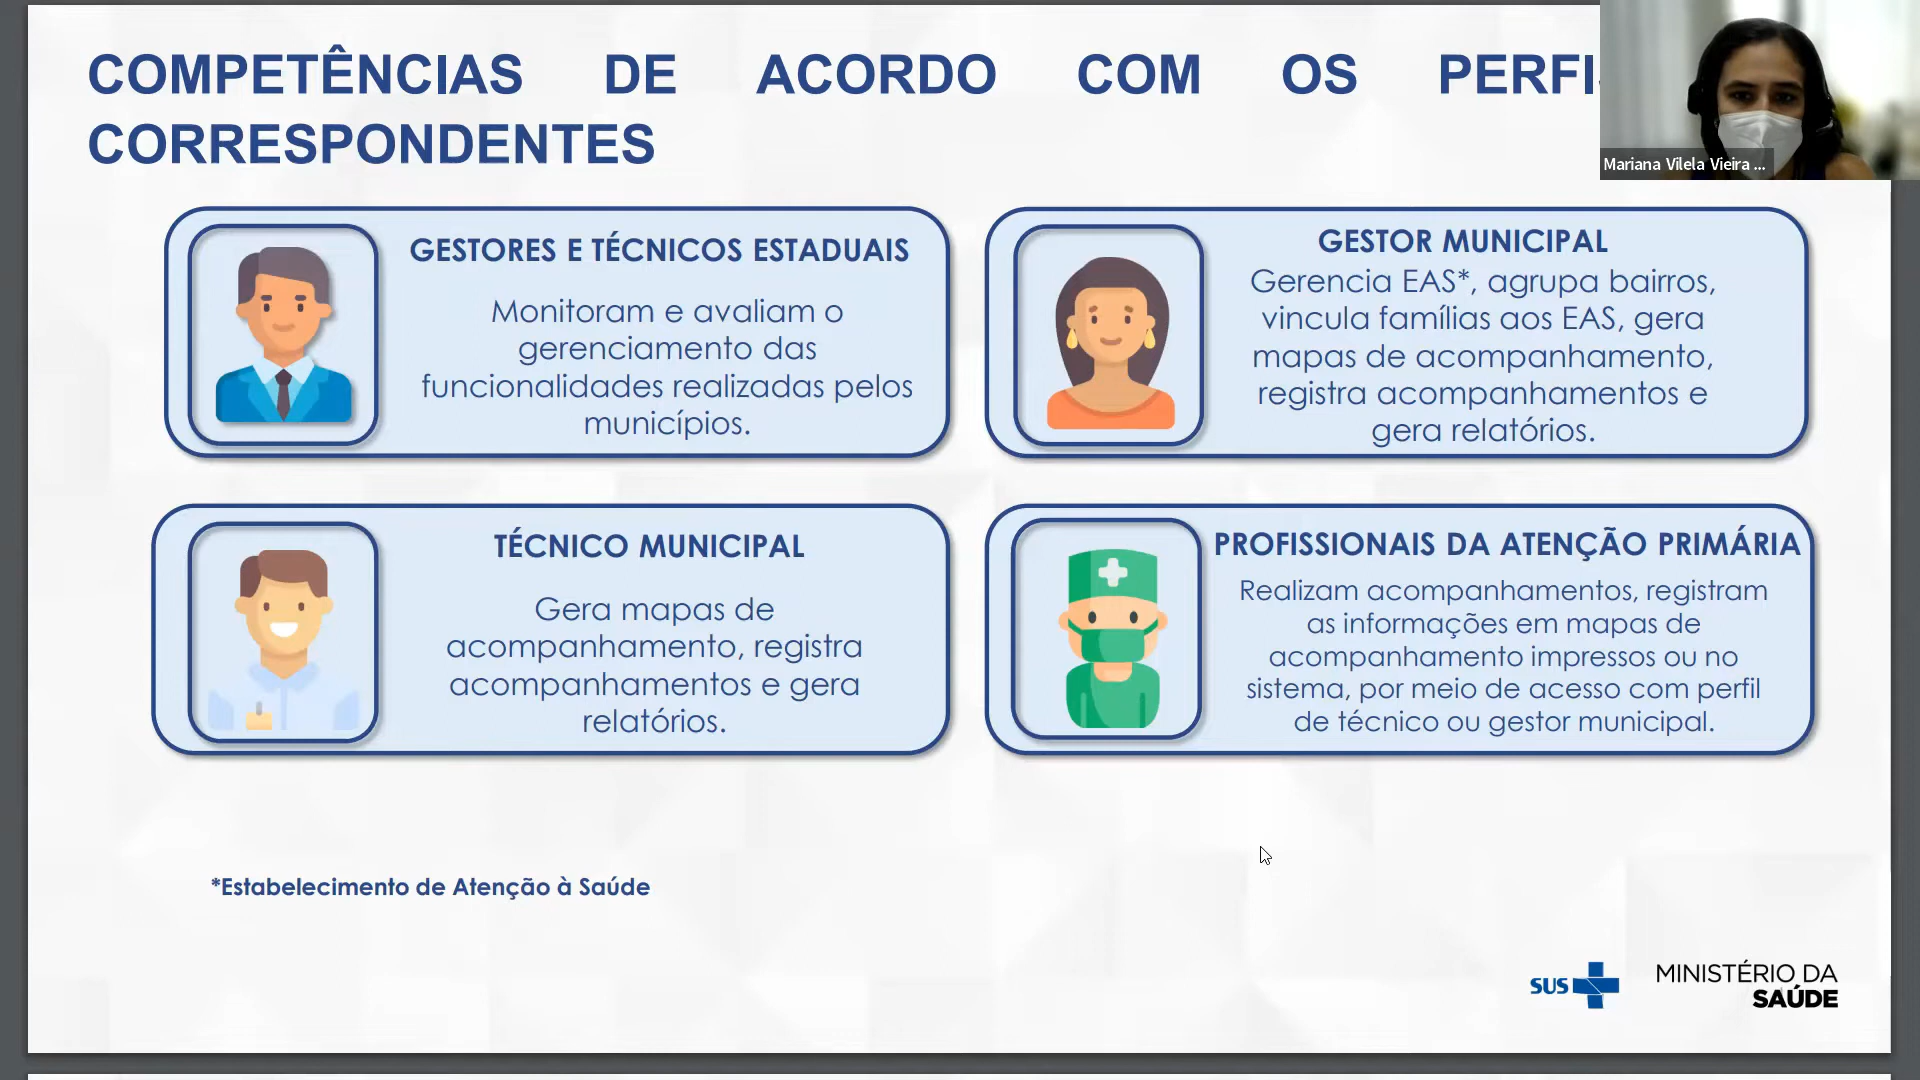 COMPETÊNCIAS DE ACORDO COM OS
CORRESPONDENTES
Mariana Vilela Vieira ...
GESTORES E TÉCNICOS ESTADUAIS
Monitoram e avaliam o
gerenciamento das
funcionalidades realizadas pelos
municípios.
GESTOR MUNICIPAL
Gerencia EAS*, agrupa bairros,
vincula famílias aos EAS, gera
mapas de acompanhamento,
registra acompanhamentos e
gera relatórios.
TÉCNICO MUNICIPAL
Gera mapas de
acompanhamento, registra
acompanhamentos e gera
relatórios.
PROFISSIONAIS DA ATENÇÃO PRIMÁRIA
Realizam acompanhamentos, registram
as informações em mapas de
acompanhamento impressos ou no
sistema, por meio de acesso com perfil
de técnico ou gestor municipal.
*Estabelecimento de Atenção à Saúde
SUS
MINISTÉRIO DA
SAÚDE